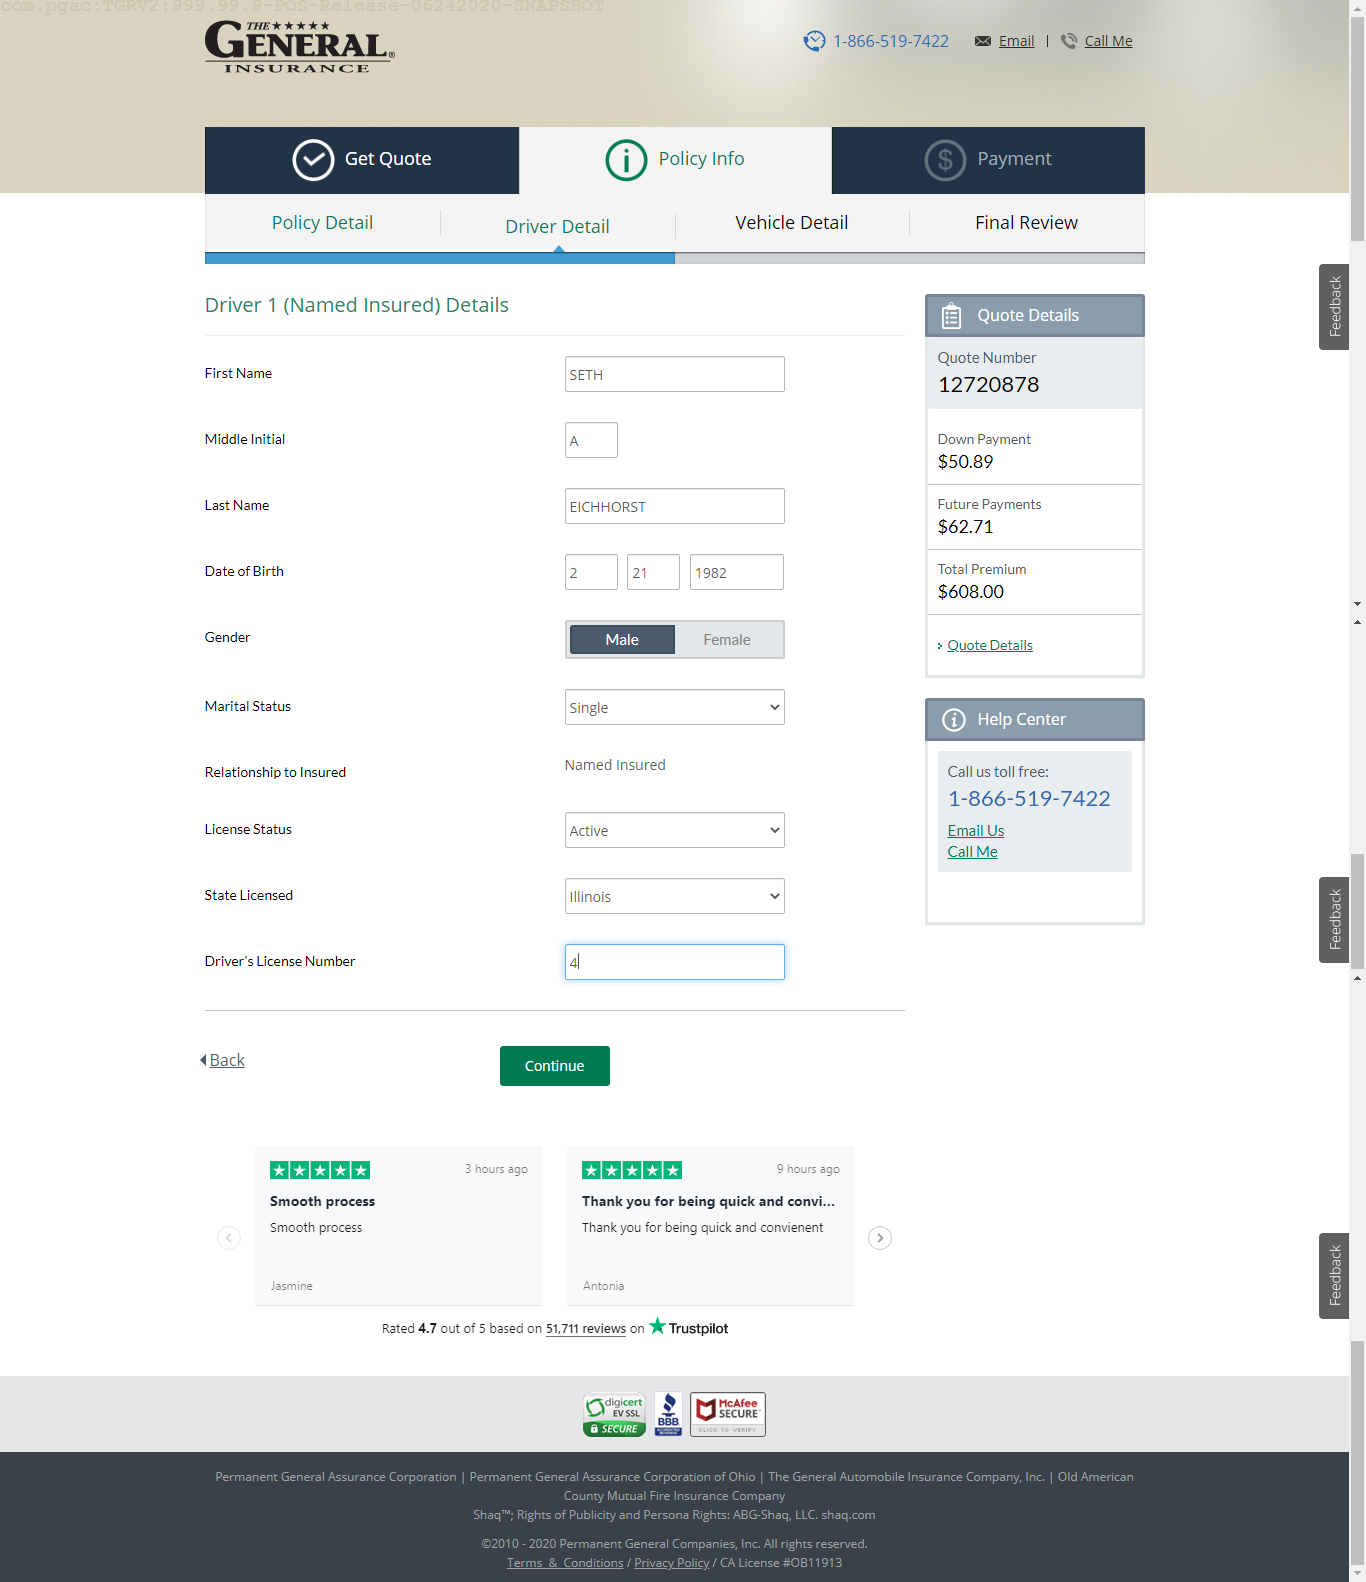 com.pgac:TGRV2:999.99.9-POS-Release-06242020-SNAPSHOT
THE
GENERAL®
INSURANCE
1-866-519-7422
Email | Call Me
Get Quote
Policy Info
Payment
Policy Detail
Driver Detail
Vehicle Detail
Final Review
Driver 1 (Named Insured) Details
First Name
SETH
Middle Initial
A
Last Name
EICHHORST
Date of Birth
2 21 1982
Gender
Male Female
Marital Status
Single
Relationship to Insured
Named Insured
License Status
Active
State Licensed
Illinois
Driver's License Number
4
Back
Continue
Quote Details
Quote Number
12720878
Down Payment
$50.89
Future Payments
$62.71
Total Premium
$608.00
Quote Details
Help Center
Call us toll free:
1-866-519-7422
Email Us
Call Me
Feedback
Feedback
Feedback
3 hours ago
Smooth process
Smooth process
Jasmine
9 hours ago
Thank you for being quick and convi...
Thank you for being quick and convienent
Antonia
Rated 4.7 out of 5 based on 51,711 reviews on Trustpilot
digicert
EV SSL
SECURE
BBB
ACCREDITED
BUSINESS
McAfee
SECURE
CLICK TO VERIFY
Permanent General Assurance Corporation | Permanent General Assurance Corporation of Ohio | The General Automobile Insurance Company, Inc. | Old American
County Mutual Fire Insurance Company
Shaq™; Rights of Publicity and Persona Rights: ABG-Shaq, LLC. shaq.com
©2010 - 2020 Permanent General Companies, Inc. All rights reserved.
Terms & Conditions / Privacy Policy / CA License #OB11913